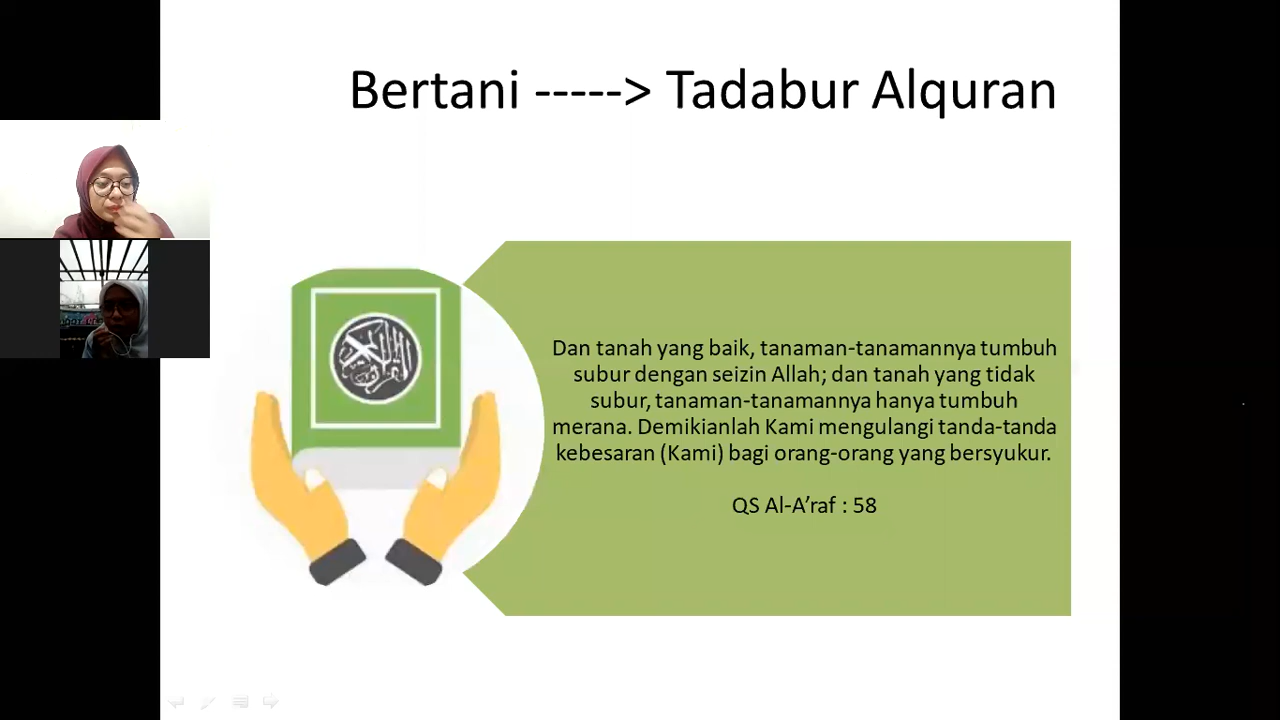 Bertani -----> Tadabur Alquran
Dan tanah yang baik, tanaman-tanamannya tumbuh
subur dengan seizin Allah; dan tanah yang tidak
subur, tanaman-tanamannya hanya tumbuh
merana. Demikianlah Kami mengulangi tanda-tanda
kebesaran (Kami) bagi orang-orang yang bersyukur.
QS Al-A’raf : 58